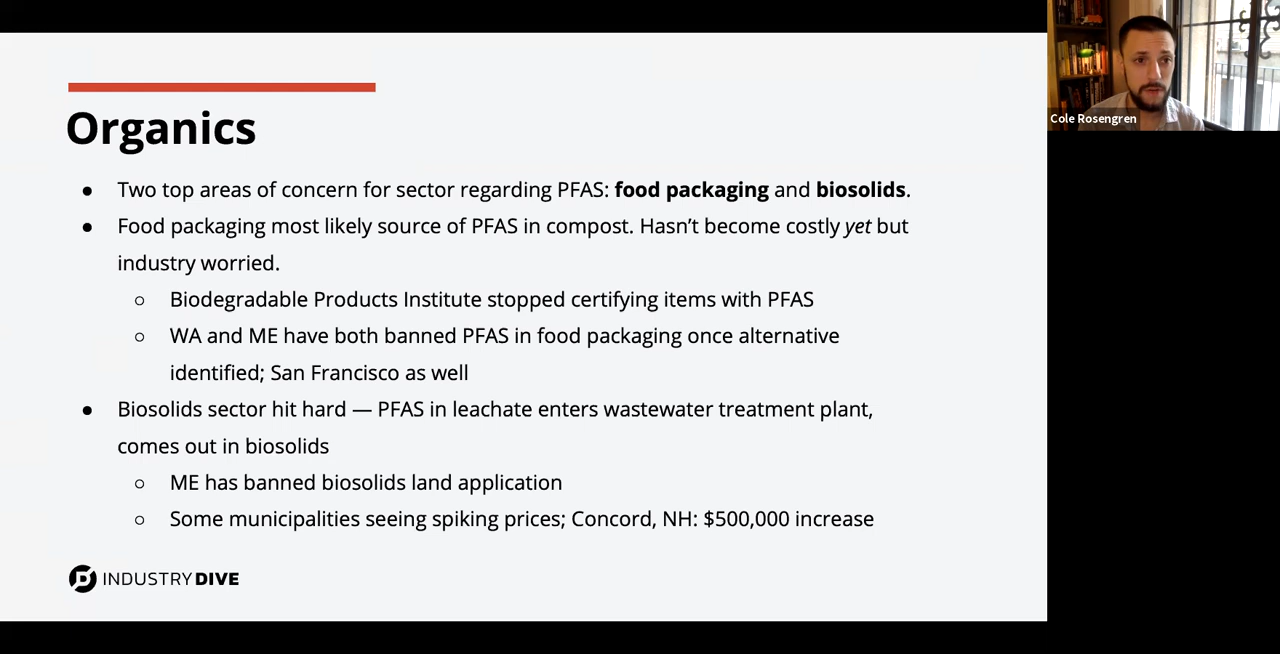 Organics
● Two top areas of concern for sector regarding PFAS: food packaging and biosolids.
● Food packaging most likely source of PFAS in compost. Hasn’t become costly yet but
industry worried.
○ Biodegradable Products Institute stopped certifying items with PFAS
○ WA and ME have both banned PFAS in food packaging once alternative
identified; San Francisco as well
● Biosolids sector hit hard — PFAS in leachate enters wastewater treatment plant,
comes out in biosolids
○ ME has banned biosolids land application
○ Some municipalities seeing spiking prices; Concord, NH: $500,000 increase
INDUSTRY DIVE
Cole Rosengren